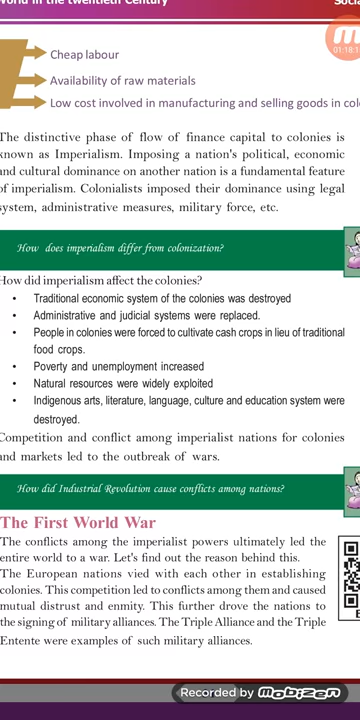 World in the twentieth Century
Social
1:18:1
Cheap labour
Availability of raw materials
Low cost involved in manufacturing and selling goods in colo
The distinctive phase of flow of finance capital to colonies is
known as Imperialism. Imposing a nation's political, economic
and cultural dominance on another nation is a fundamental feature
of imperialism. Colonialists imposed their dominance using legal
system, administrative measures, military force, etc.
How does imperialism differ from colonization?
How did imperialism affect the colonies?
• Traditional economic system of the colonies was destroyed
• Administrative and judicial systems were replaced.
• People in colonies were forced to cultivate cash crops in lieu of traditional
food crops.
• Poverty and unemployment increased
• Natural resources were widely exploited
• Indigenous arts, literature, language, culture and education system were
destroyed.
Competition and conflict among imperialist nations for colonies
and markets led to the outbreak of wars.
How did Industrial Revolution cause conflicts among nations?
The First World War
The conflicts among the imperialist powers ultimately led the
entire world to a war. Let's find out the reason behind this.
The European nations vied with each other in establishing
colonies. This competition led to conflicts among them and caused
mutual distrust and enmity. This further drove the nations to
the signing of military alliances. The Triple Alliance and the Triple
Entente were examples of such military alliances.
Recorded by mobizen